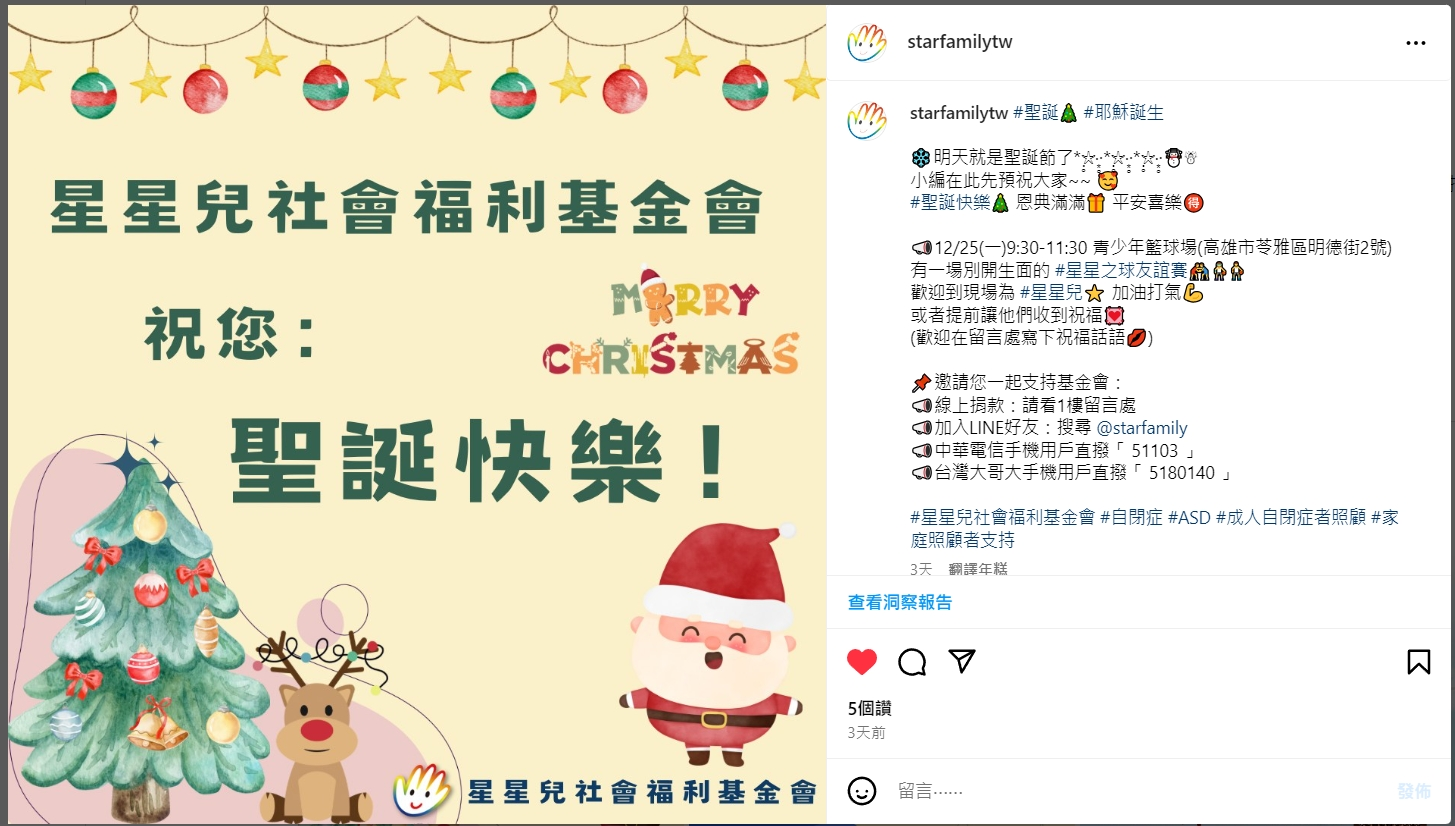 星星兒社會福利基金會
祝您：
MERRY
CHRISTMAS
聖誕快樂！
星星兒社會福利基金會
starfamilytw
starfamilytw #聖誕🎄 #耶穌誕生
❄️明天就是聖誕節了*☆·̩͙*☆·̩͙*☆·̩͙☃️☃
小編在此先預祝大家~~ 🥰
#聖誕快樂🎄 恩典滿滿🎁 平安喜樂🉐
📢12/25(一)9:30-11:30 青少年籃球場(高雄市苓雅區明德街2號)
有一場別開生面的 #星星之球友誼賽🤼🧍🧍
歡迎到現場為 #星星兒⭐ 加油打氣💪
或者提前讓他們收到祝福💟
(歡迎在留言處寫下祝福話語💋)
📌邀請您一起支持基金會：
📢線上捐款：請看1樓留言處
📢加入LINE好友：搜尋 @starfamily
📢中華電信手機用戶直撥「 51103 」
📢台灣大哥大手機用戶直撥「 5180140 」
#星星兒社會福利基金會 #自閉症 #ASD #成人自閉症者照顧 #家
庭照顧者支持
3天 翻譯年糕
查看洞察報告
5個讚
3天前
留言......
發佈